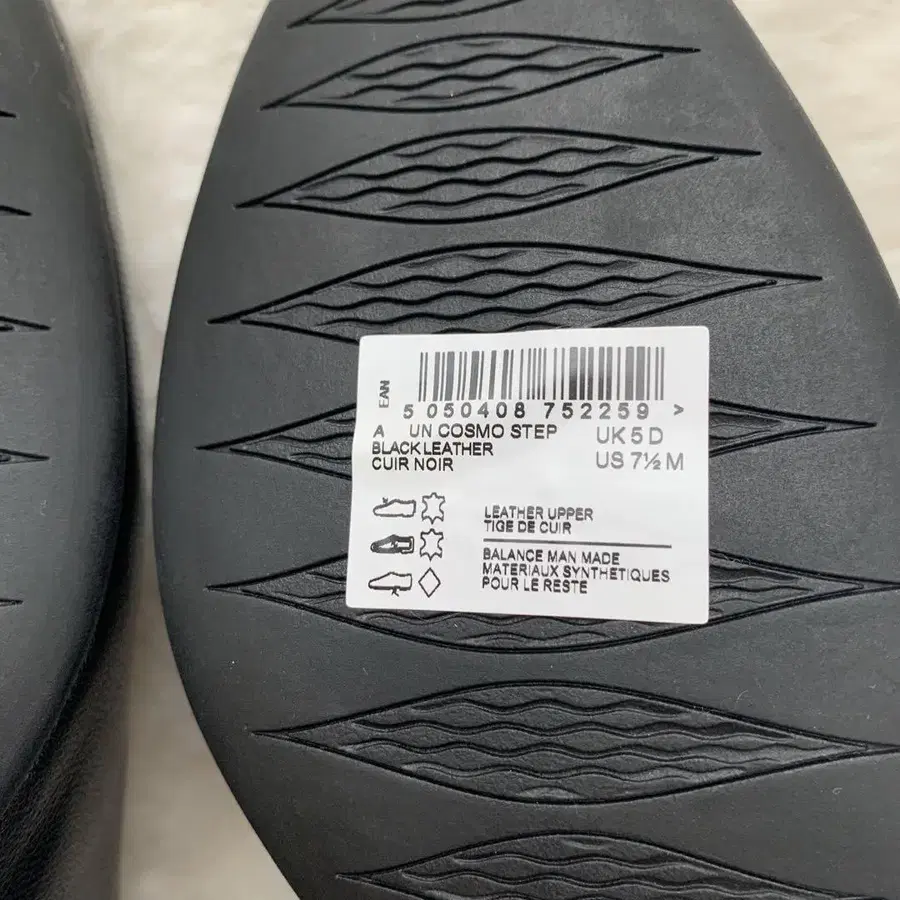 EAN
5 050408 752259 >
A UN COSMO STEP UK 5 D
BLACK LEATHER US 7½ M
CUIR NOIR
LEATHER UPPER
TIGE DE CUIR
BALANCE MAN MADE
MATERIAUX SYNTHETIQUES
POUR LE RESTE